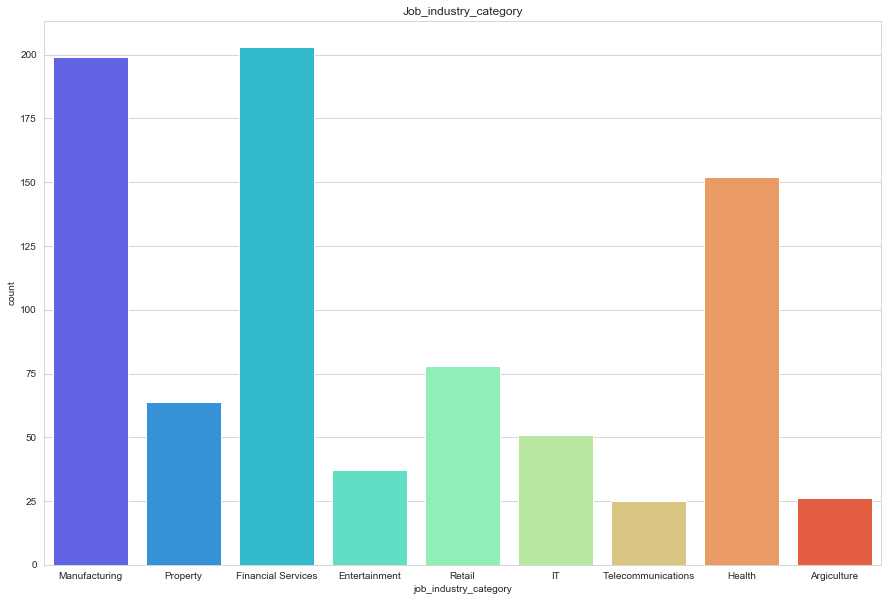 Job_industry_category
200
175
150
125
100
75
50
25
0
count
Manufacturing Property Financial Services Entertainment Retail IT Telecommunications Health Argiculture
job_industry_category